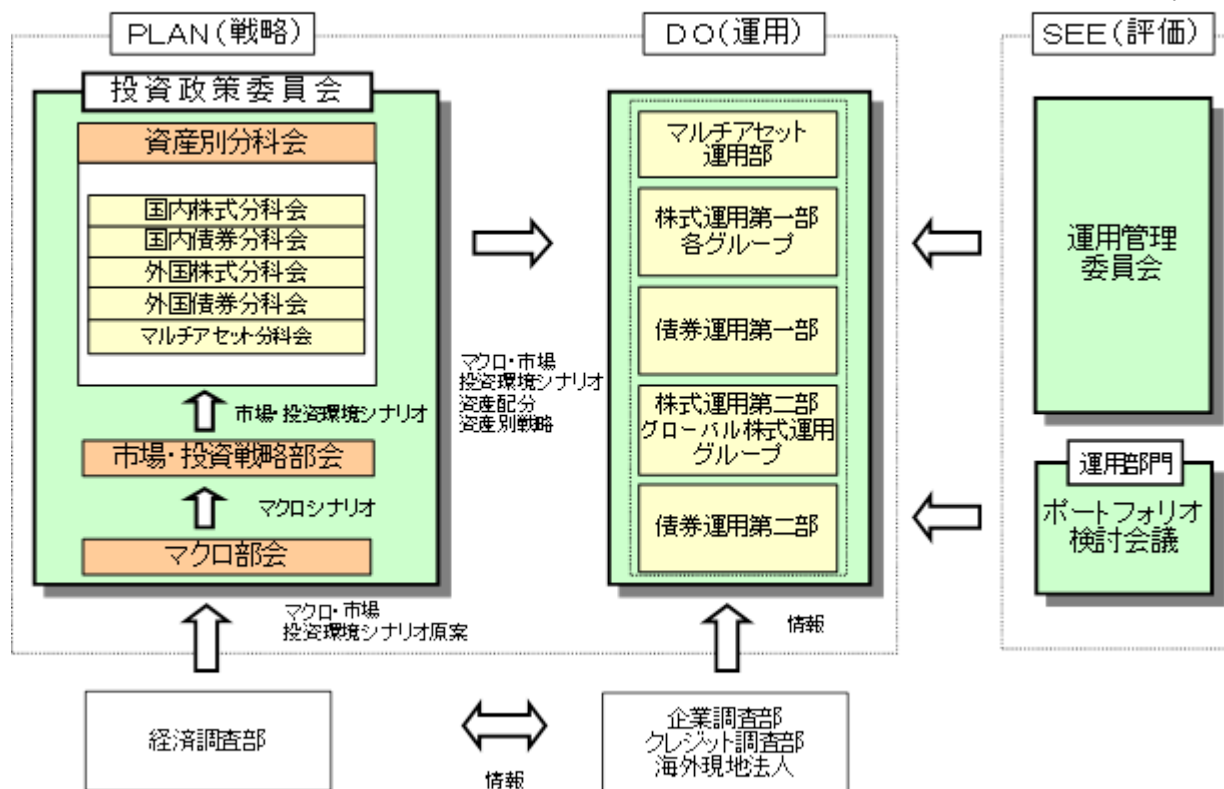 PLAN(戦略)
投資政策委員会
資産別分科会
国内株式分科会
国内債券分科会
外国株式分科会
外国債券分科会
マルチアセット分科会
市場・投資環境シナリオ
市場・投資戦略部会
マクロシナリオ
マクロ部会
マクロ・市場
投資環境シナリオ原案
経済調査部
マクロ・市場
投資環境シナリオ
資産配分
資産別戦略
情報
DO(運用)
マルチアセット
運用部
株式運用第一部
各グループ
債券運用第一部
株式運用第二部
グローバル株式運用
グループ
債券運用第二部
情報
企業調査部
クレジット調査部
海外現地法人
SEE(評価)
運用管理
委員会
運用部門
ポートフォリオ
検討会議